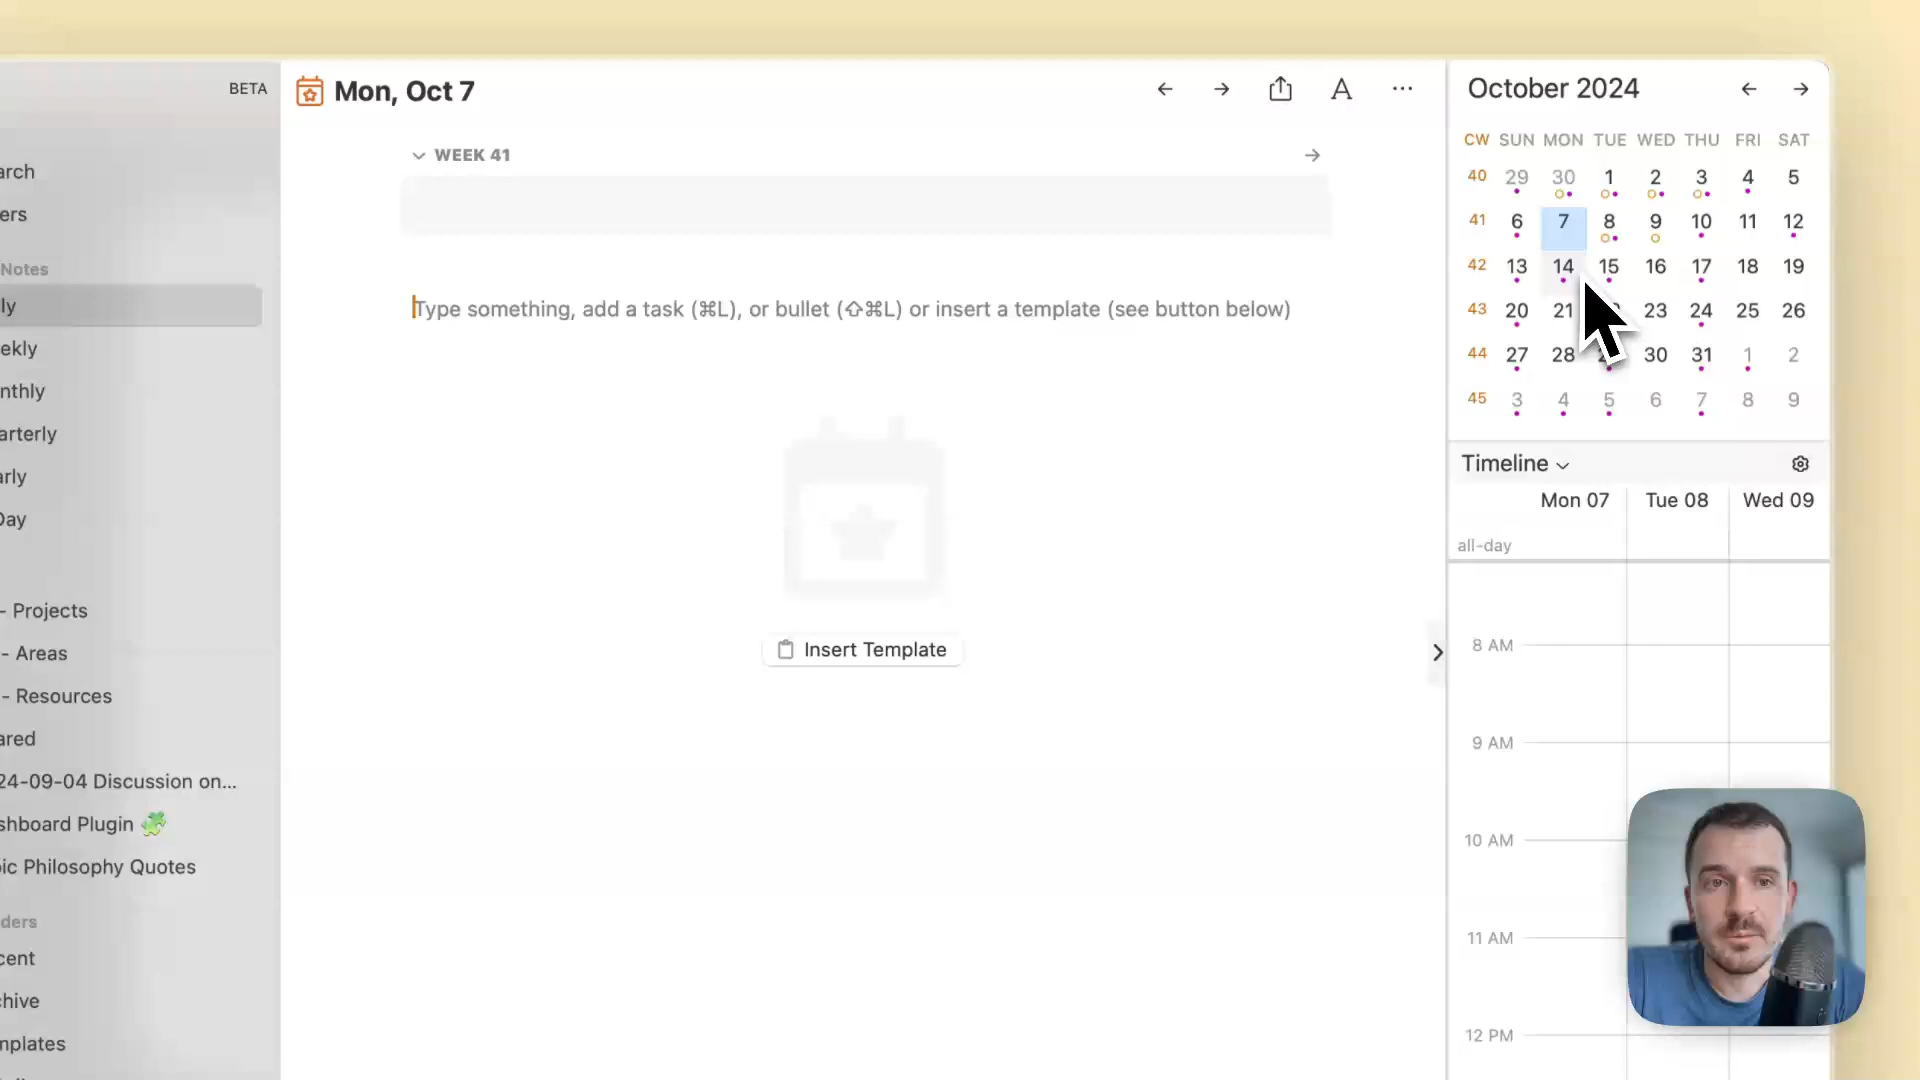 BETA
arch
ers
Notes
ly
ekly
nthly
arterly
arly
Day
- Projects
- Areas
- Resources
ared
24-09-04 Discussion on...
shboard Plugin
ic Philosophy Quotes
ders
cent
chive
mplates
Mon, Oct 7
WEEK 41
Type something, add a task (⌘L), or bullet (⇧⌘L) or insert a template (see button below)
Insert Template
October 2024
CW SUN MON TUE WED THU FRI SAT
40 29 30 1 2 3 4 5
41 6 7 8 9 10 11 12
42 13 14 15 16 17 18 19
43 20 21 23 24 25 26
44 27 28 30 31 1 2
45 3 4 5 6 7 8 9
Timeline
Mon 07 Tue 08 Wed 09
all-day
8 AM
9 AM
10 AM
11 AM
12 PM